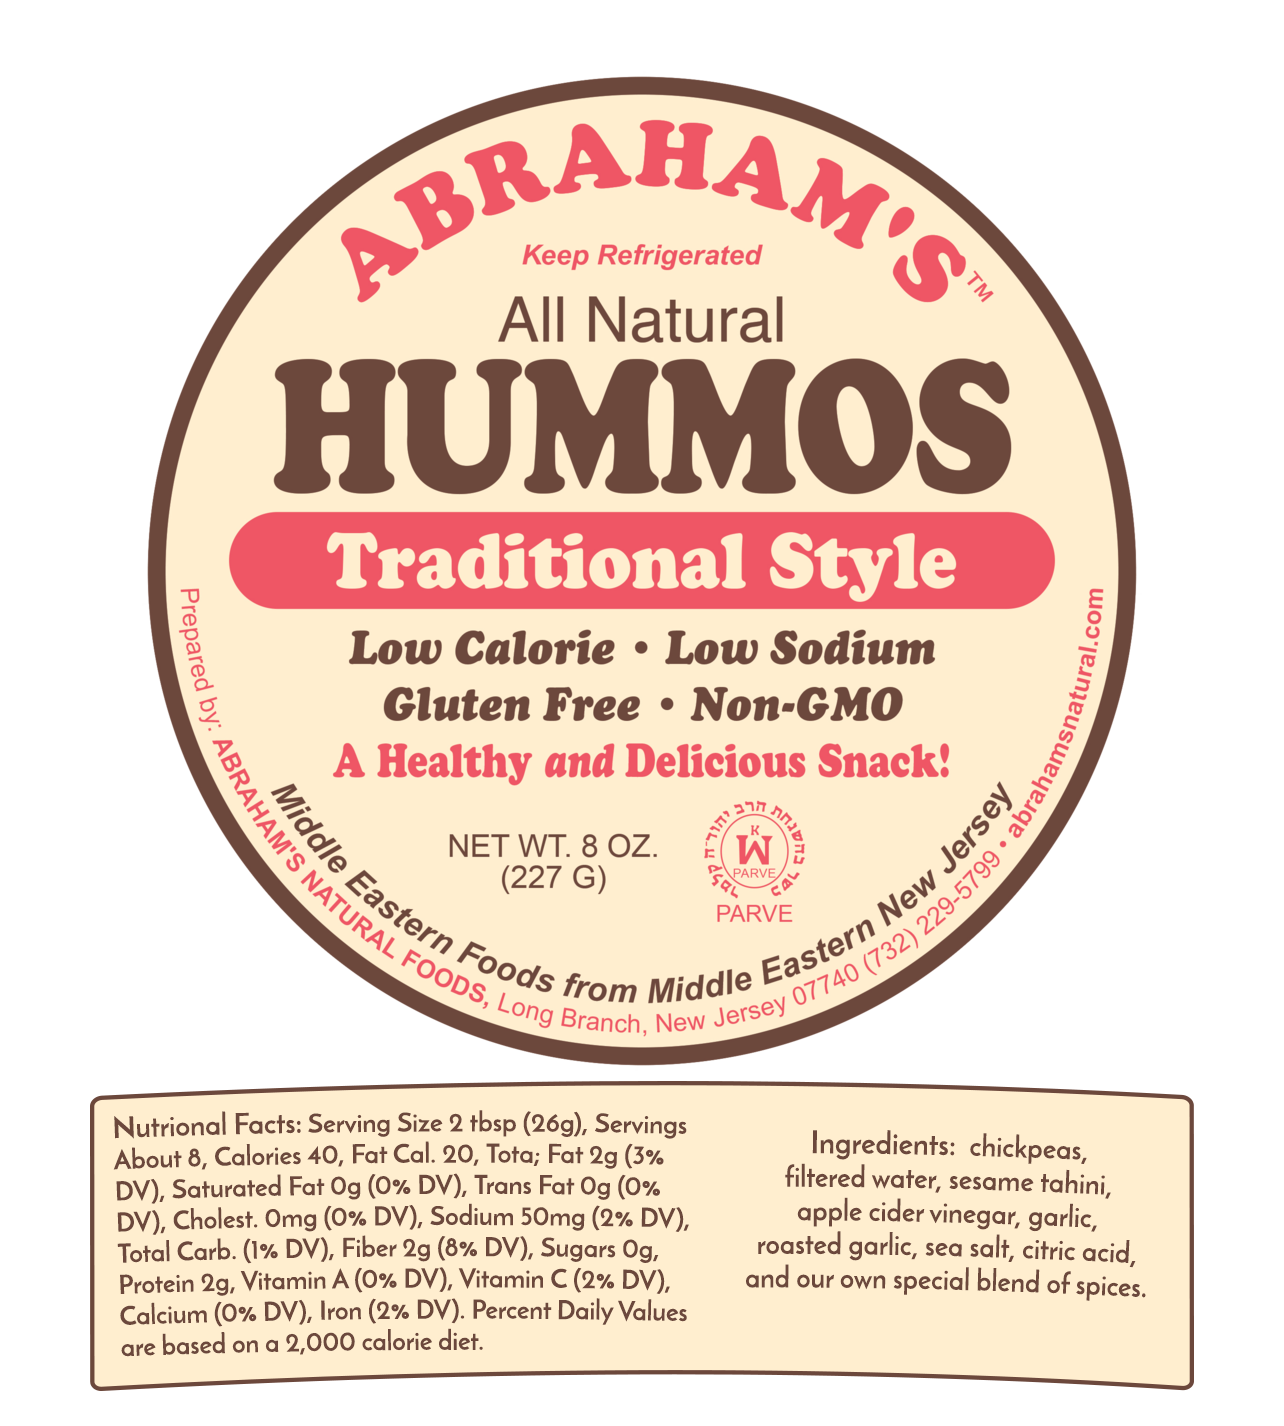 ABRAHAM'S™
Keep Refrigerated
All Natural
HUMMOS
Traditional Style
Low Calorie • Low Sodium
Gluten Free • Non-GMO
A Healthy and Delicious Snack!
NET WT. 8 OZ.
(227 G)
כשר בהשגחת הרב יהודה קלמר
K
M
PARVE
PARVE
Middle Eastern Foods from Middle Eastern New Jersey
Prepared by: ABRAHAM'S NATURAL FOODS, Long Branch, New Jersey 07740 (732) 229-5799 • abrahamsnatural.com
Nutrional Facts: Serving Size 2 tbsp (26g), Servings
About 8, Calories 40, Fat Cal. 20, Tota; Fat 2g (3%
DV), Saturated Fat 0g (0% DV), Trans Fat 0g (0%
DV), Cholest. 0mg (0% DV), Sodium 50mg (2% DV),
Total Carb. (1% DV), Fiber 2g (8% DV), Sugars 0g,
Protein 2g, Vitamin A (0% DV), Vitamin C (2% DV),
Calcium (0% DV), Iron (2% DV). Percent Daily Values
are based on a 2,000 calorie diet.
Ingredients: chickpeas,
filtered water, sesame tahini,
apple cider vinegar, garlic,
roasted garlic, sea salt, citric acid,
and our own special blend of spices.